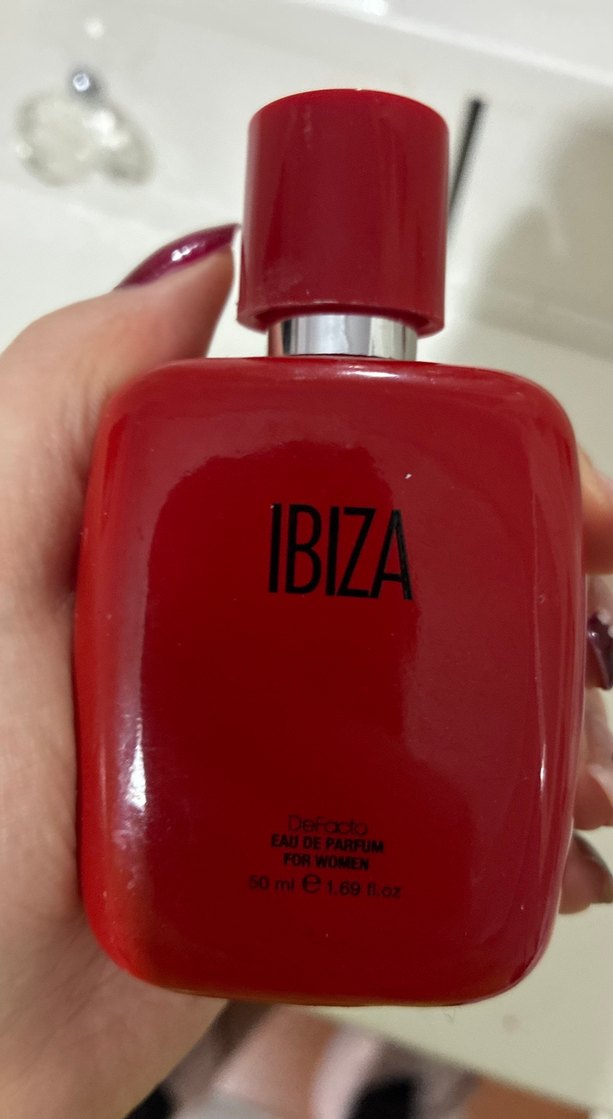 IBIZA
DeFacto
EAU DE PARFUM
FOR WOMEN
50 ml e 1.69 fl.oz